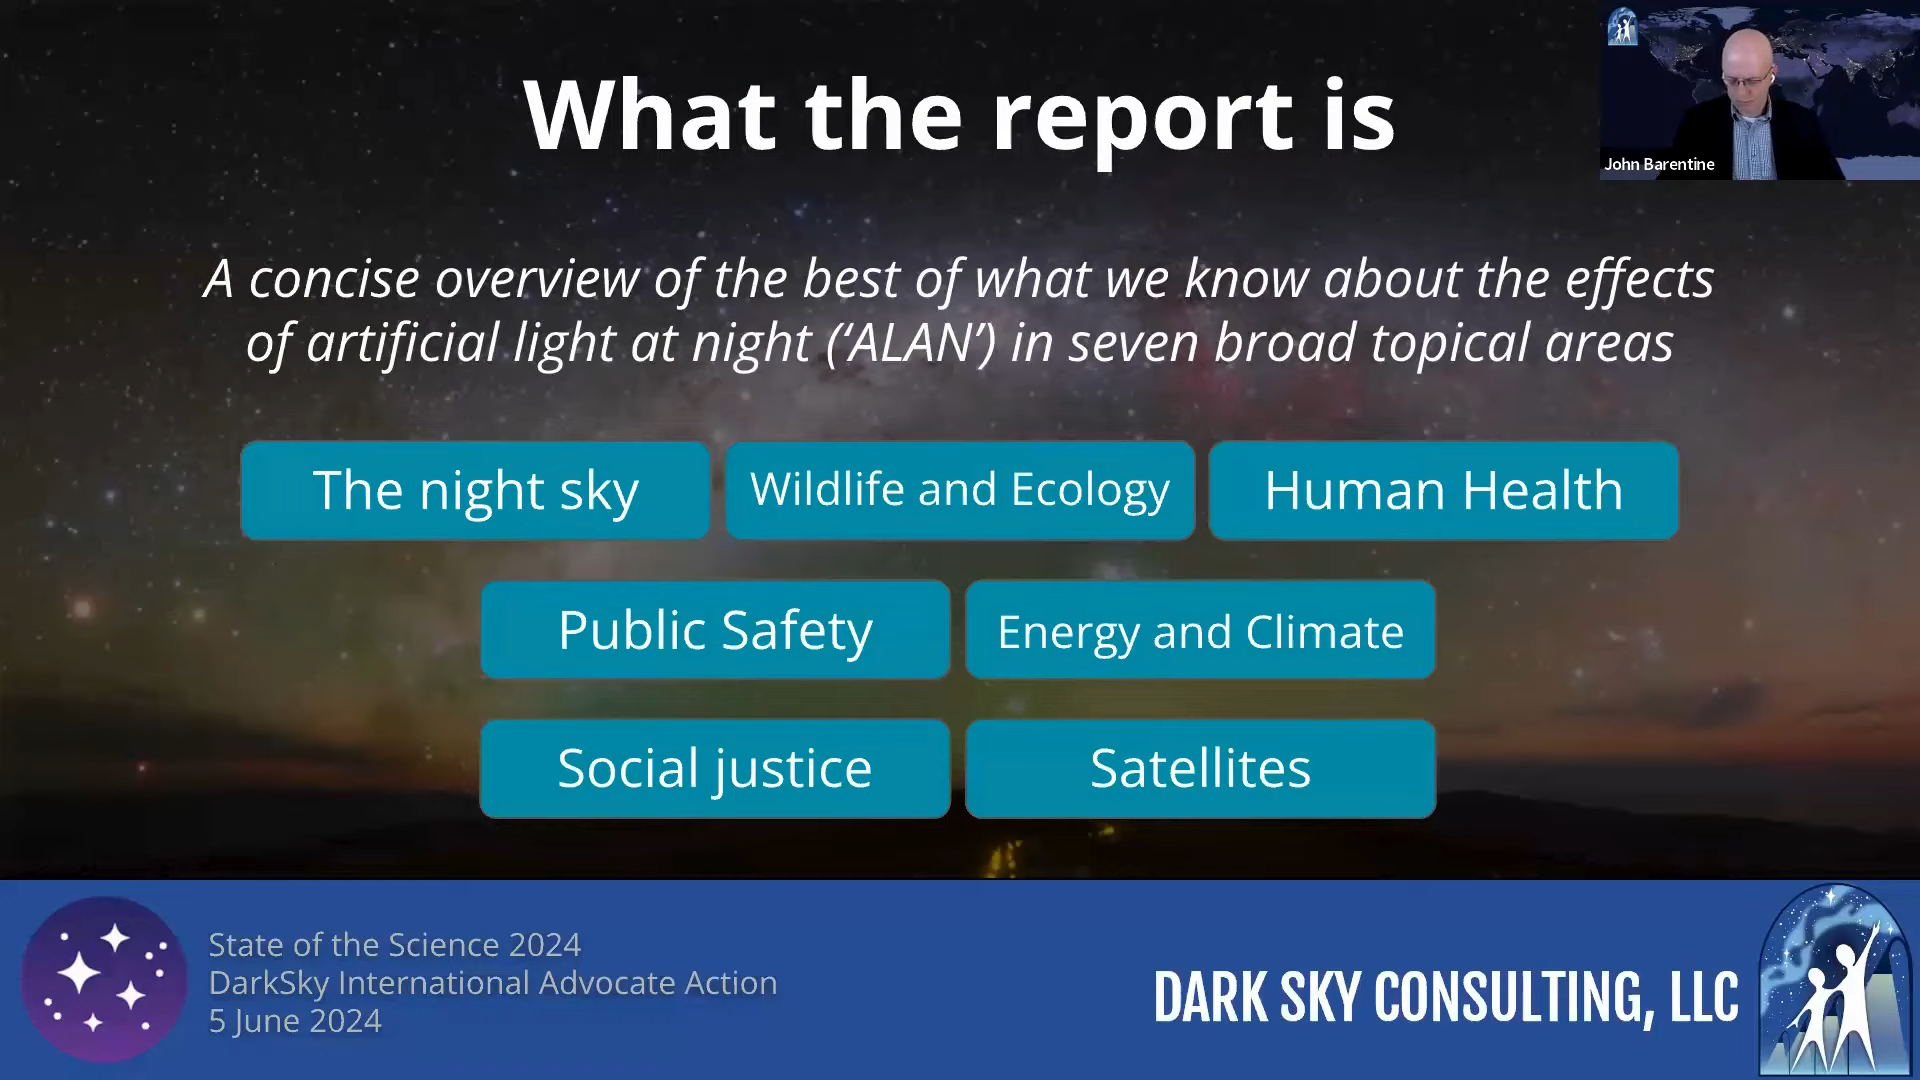 What the report is
John Barentine
A concise overview of the best of what we know about the effects
of artificial light at night (‘ALAN’) in seven broad topical areas
The night sky
Wildlife and Ecology
Human Health
Public Safety
Energy and Climate
Social justice
Satellites
State of the Science 2024
DarkSky International Advocate Action
5 June 2024
DARK SKY CONSULTING, LLC